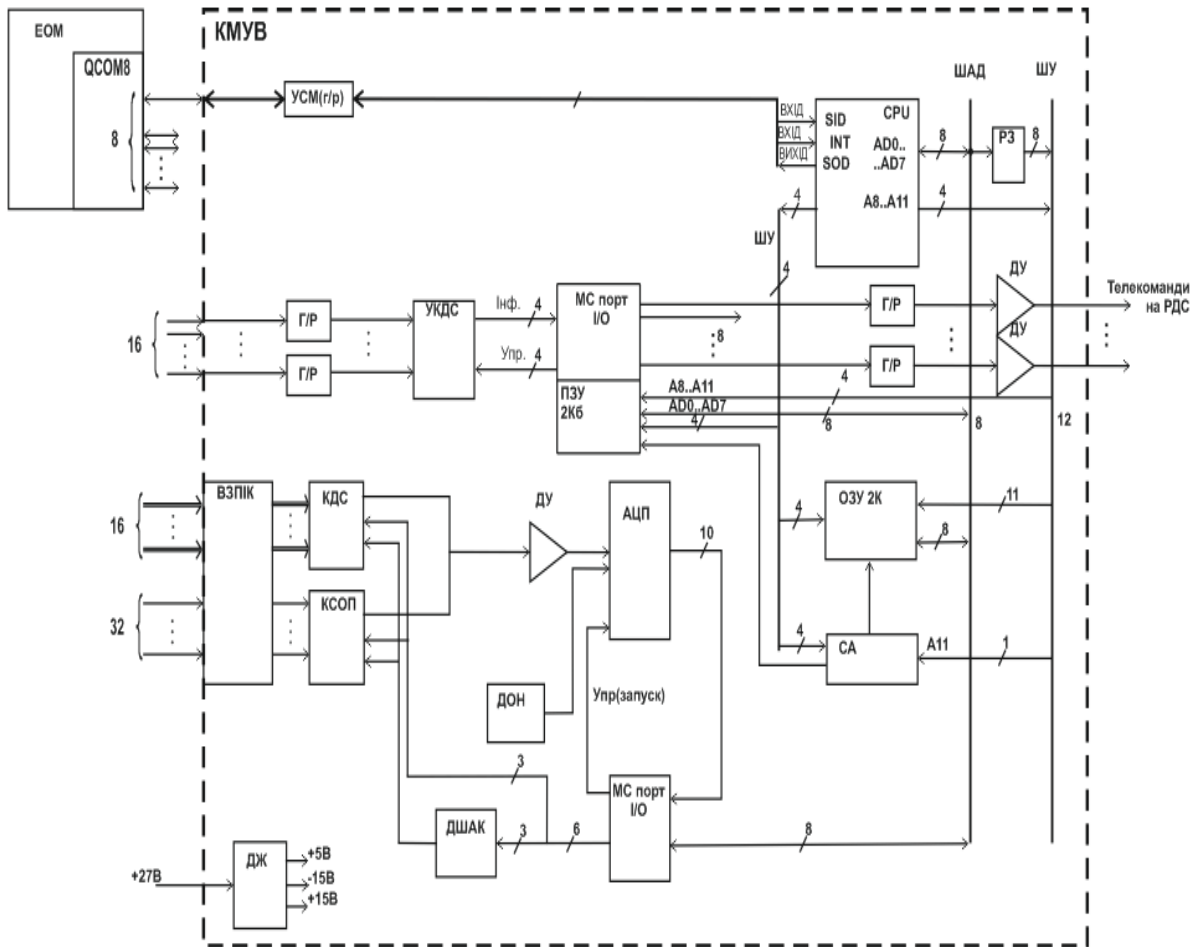 ЕОМ
КМУВ
QCOM8
8
УСМ(г/р)
ШАД
ШУ
ВХІД
ВХІД
ВИХІД
SID
INT
SOD
CPU
AD0..
..AD7
A8..A11
8
РЗ
8
4
4
ШУ
4
16
Г/Р
Г/Р
УКДС
Інф.
4
Упр.
4
МС порт
I/O
8
ПЗУ
2Кб
Г/Р
Г/Р
ДУ
ДУ
Телекоманди
на РДС
A8..A11
4
AD0..AD7
4
8
8
12
16
32
ВЗПІК
КДС
КСОП
ДУ
АЦП
10
ОЗУ 2К
4
11
8
4
СА
A11
1
ДОН
Упр(запуск)
3
МС порт
I/O
ДШАК
3
6
8
+27В
ДЖ
+5В
-15В
+15В